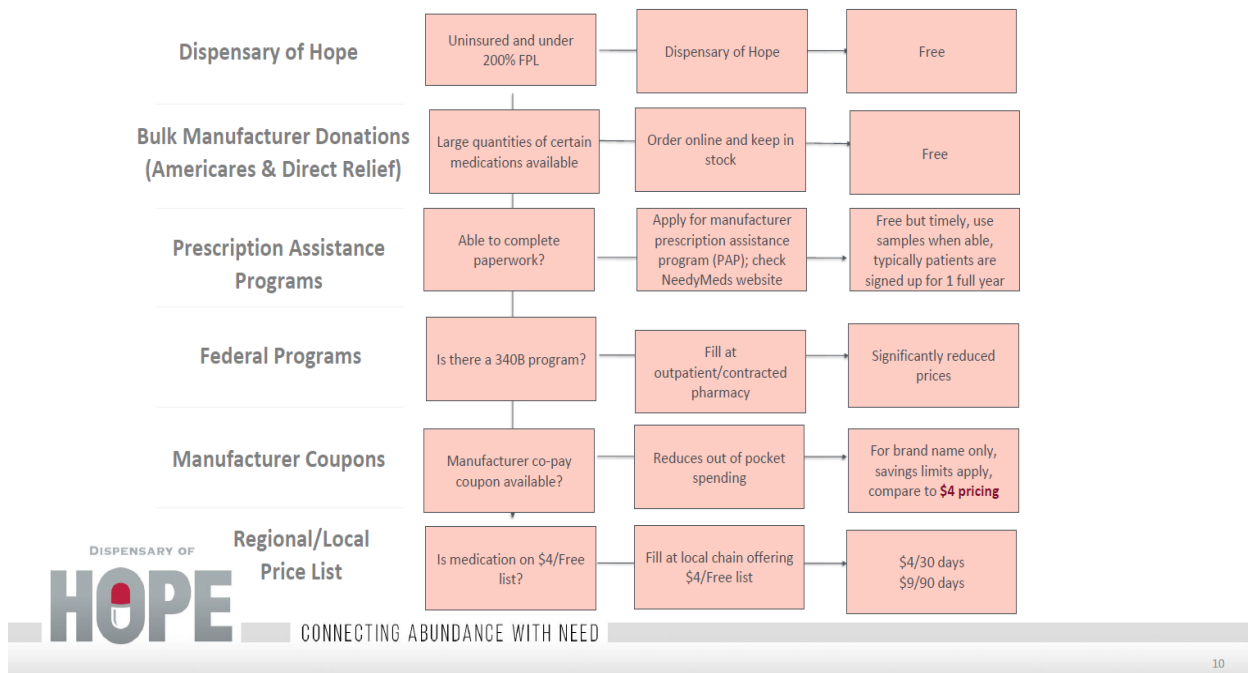 Dispensary of Hope
Uninsured and under
200% FPL
Dispensary of Hope
Free
Bulk Manufacturer Donations
(Americares & Direct Relief)
Large quantities of certain
medications available
Order online and keep in
stock
Free
Prescription Assistance
Programs
Able to complete
paperwork?
Apply for manufacturer
prescription assistance
program (PAP); check
NeedyMeds website
Free but timely, use
samples when able,
typically patients are
signed up for 1 full year
Federal Programs
Is there a 340B program?
Fill at
outpatient/contracted
pharmacy
Significantly reduced
prices
Manufacturer Coupons
Manufacturer co-pay
coupon available?
Reduces out of pocket
spending
For brand name only,
savings limits apply,
compare to $4 pricing
Regional/Local
Price List
Is medication on $4/Free
list?
Fill at local chain offering
$4/Free list
$4/30 days
$9/90 days
DISPENSARY OF
HOPE
CONNECTING ABUNDANCE WITH NEED
10